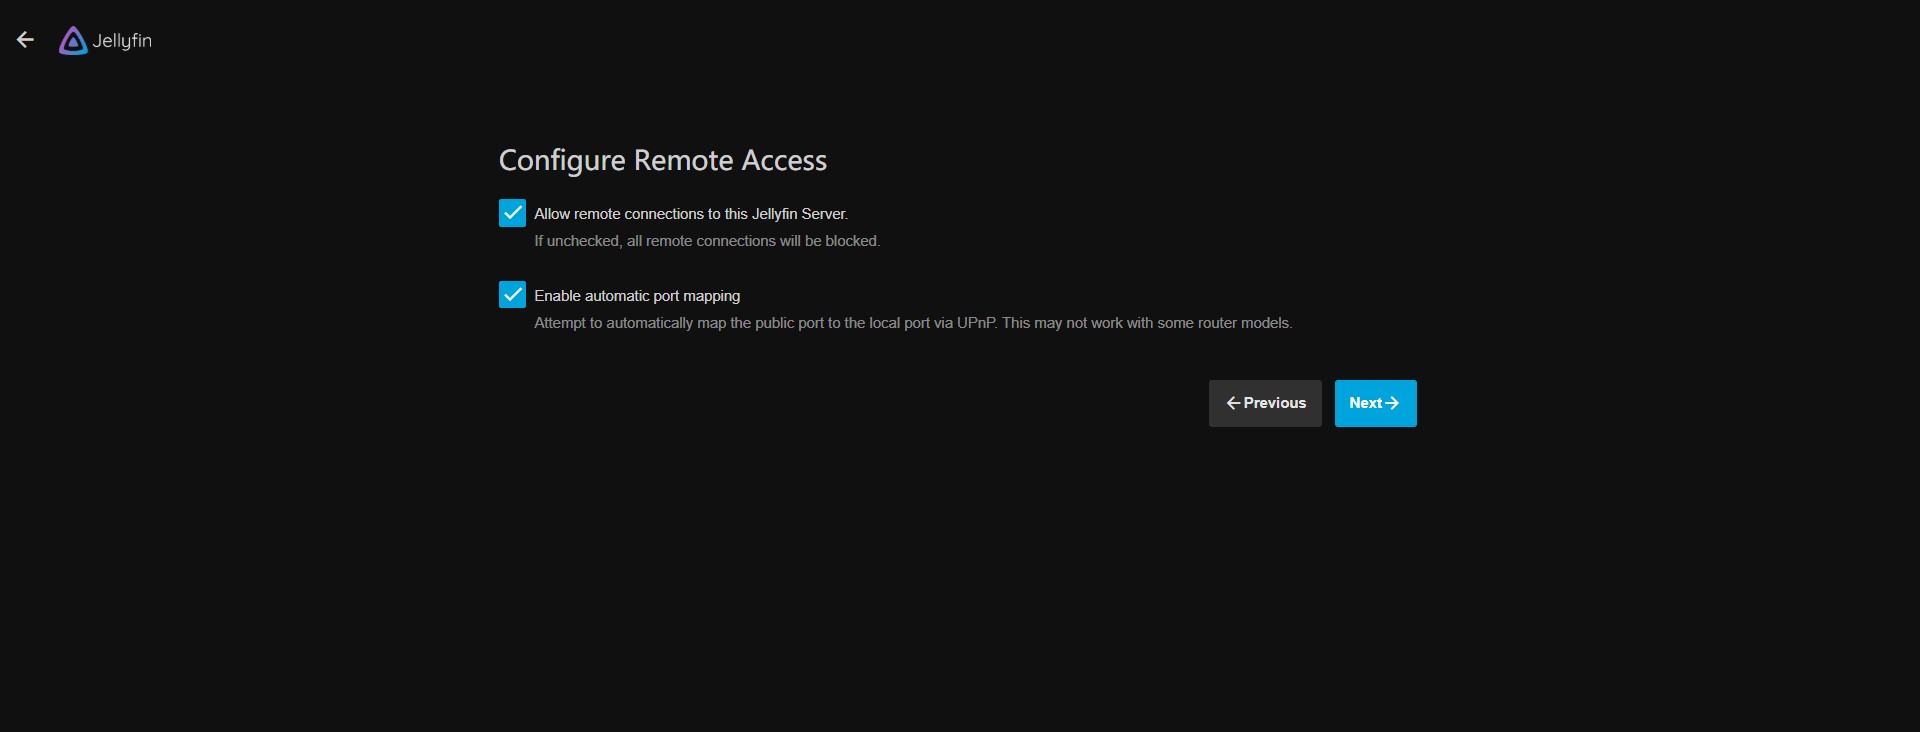 Jellyfin
Configure Remote Access
Allow remote connections to this Jellyfin Server.
If unchecked, all remote connections will be blocked.
Enable automatic port mapping
Attempt to automatically map the public port to the local port via UPnP. This may not work with some router models.
Previous
Next